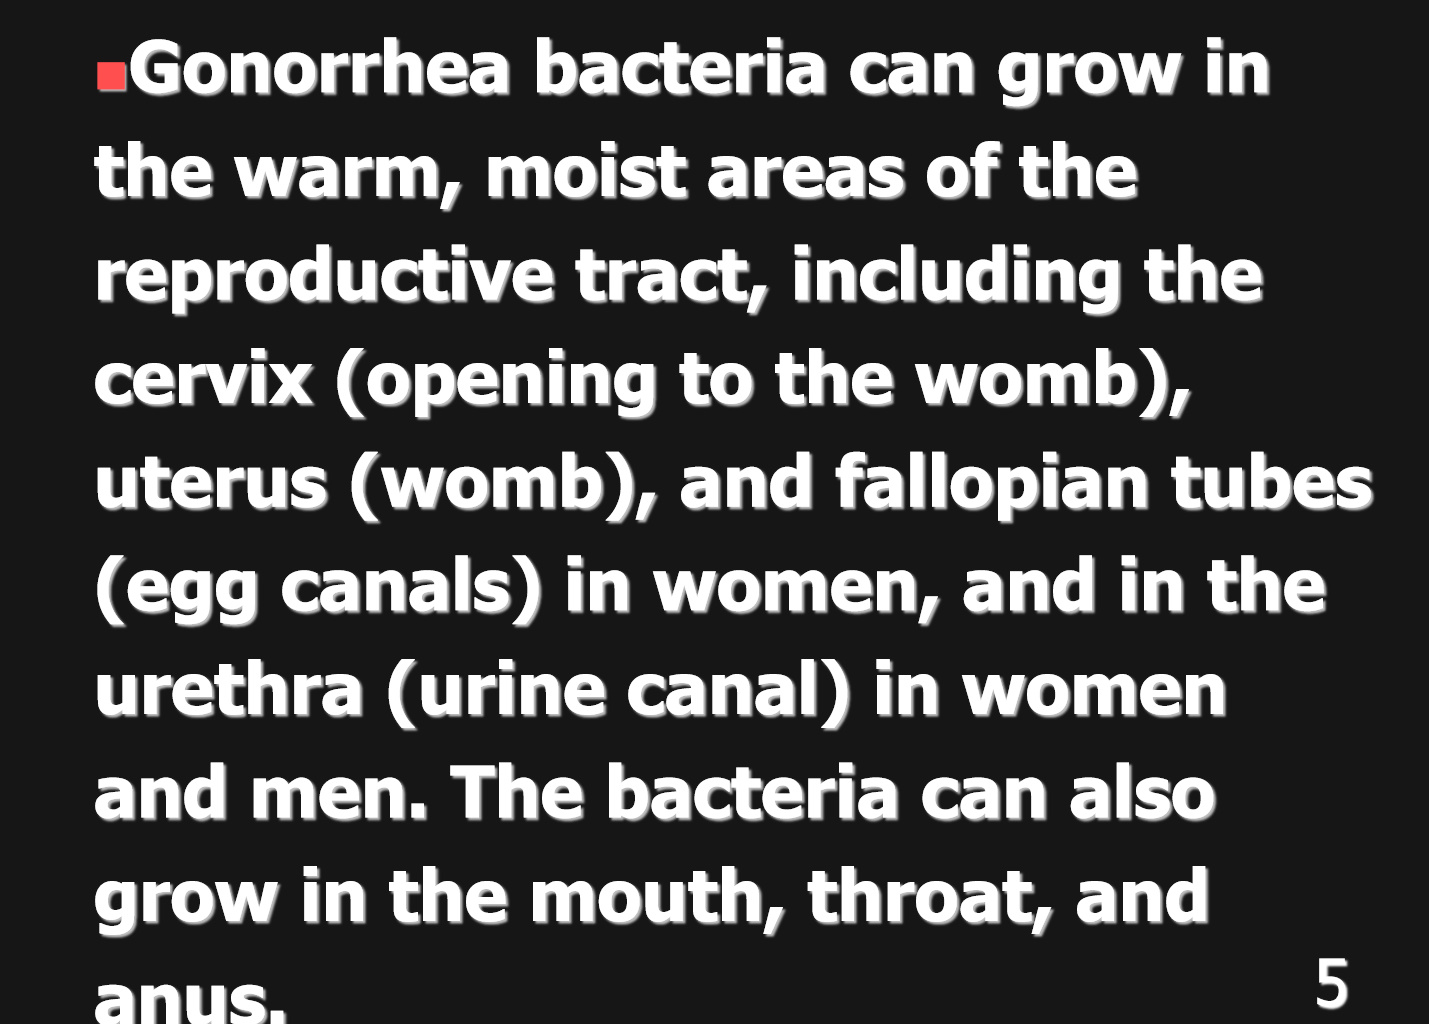 ■Gonorrhea bacteria can grow in
the warm, moist areas of the
reproductive tract, including the
cervix (opening to the womb),
uterus (womb), and fallopian tubes
(egg canals) in women, and in the
urethra (urine canal) in women
and men. The bacteria can also
grow in the mouth, throat, and
anus.
5